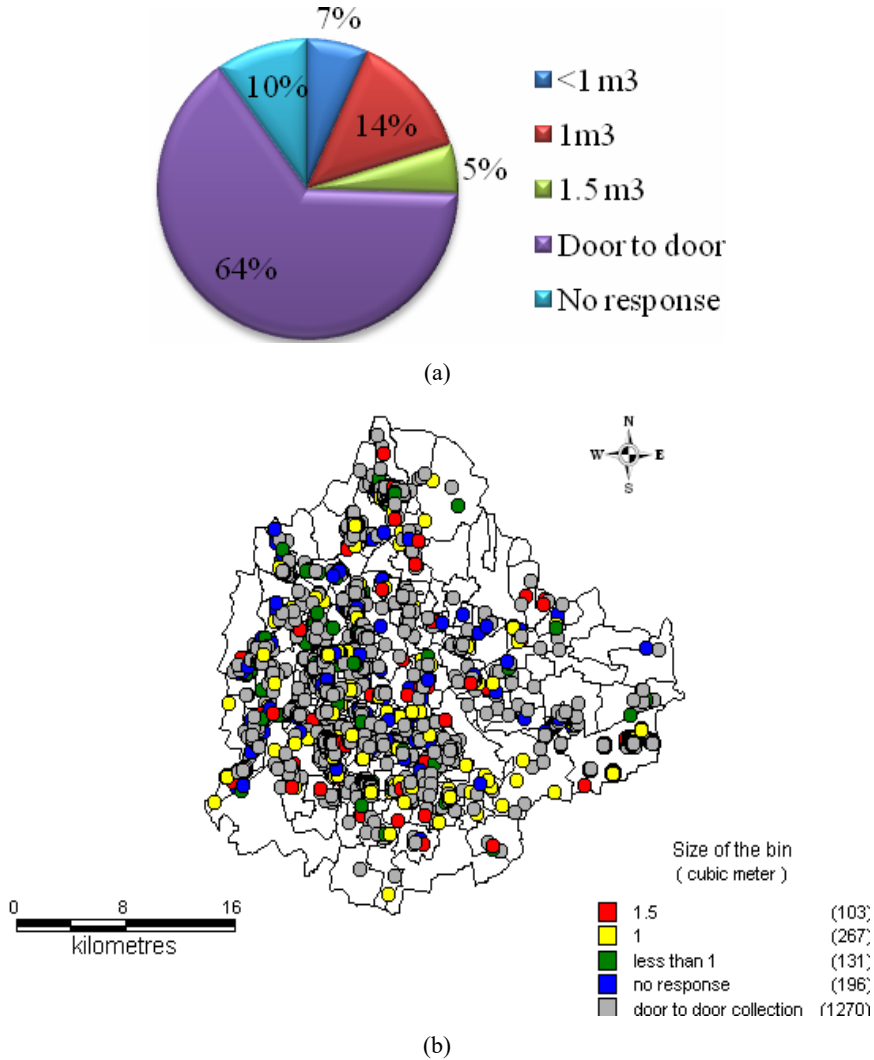 7%
10%
14%
5%
64%
<1 m3
1m3
1.5 m3
Door to door
No response
(a)
N
W E
S
0 8 16
kilometres
Size of the bin
( cubic meter )
1.5 (103)
1 (267)
less than 1 (131)
no response (196)
door to door collection (1270)
(b)